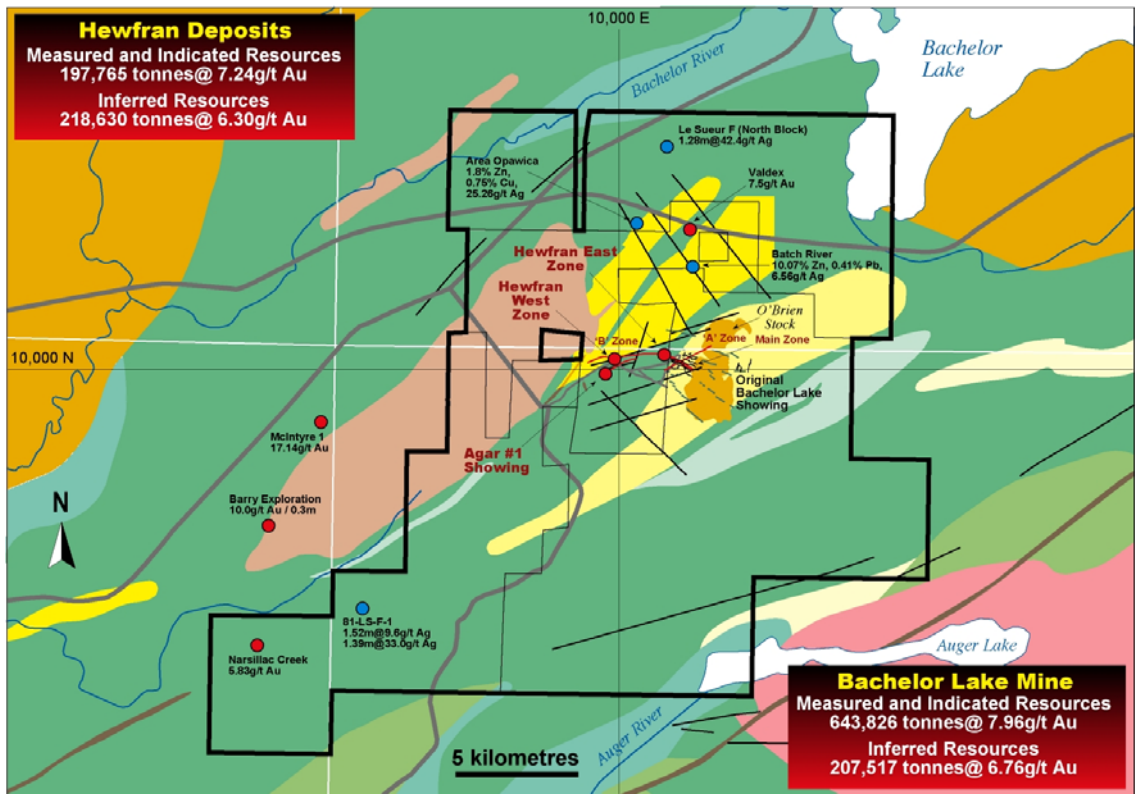 Hewfran Deposits
Measured and Indicated Resources
197,765 tonnes@ 7.24g/t Au
Inferred Resources
218,630 tonnes@ 6.30g/t Au
10,000 E
Bachelor
Lake
Bachelor River
Le Sueur F (North Block)
1.28m@42.4g/t Ag
Area Opawica
1.8% Zn,
0.75% Cu,
25.26g/t Ag
Valdex
7.5g/t Au
Hewfran East
Zone
Batch River
10.07% Zn, 0.41% Pb,
6.56g/t Ag
Hewfran
West
Zone
O'Brien
Stock
'B' Zone
'A' Zone
Main Zone
10,000 N
Original
Bachelor Lake
Showing
McIntyre 1
17.14g/t Au
Agar #1
Showing
Barry Exploration
10.0g/t Au / 0.3m
N
81-LS-F-1
1.52m@9.6g/t Ag
1.39m@33.0g/t Ag
Narsillac Creek
5.83g/t Au
Auger Lake
Auger River
5 kilometres
Bachelor Lake Mine
Measured and Indicated Resources
643,826 tonnes@ 7.96g/t Au
Inferred Resources
207,517 tonnes@ 6.76g/t Au